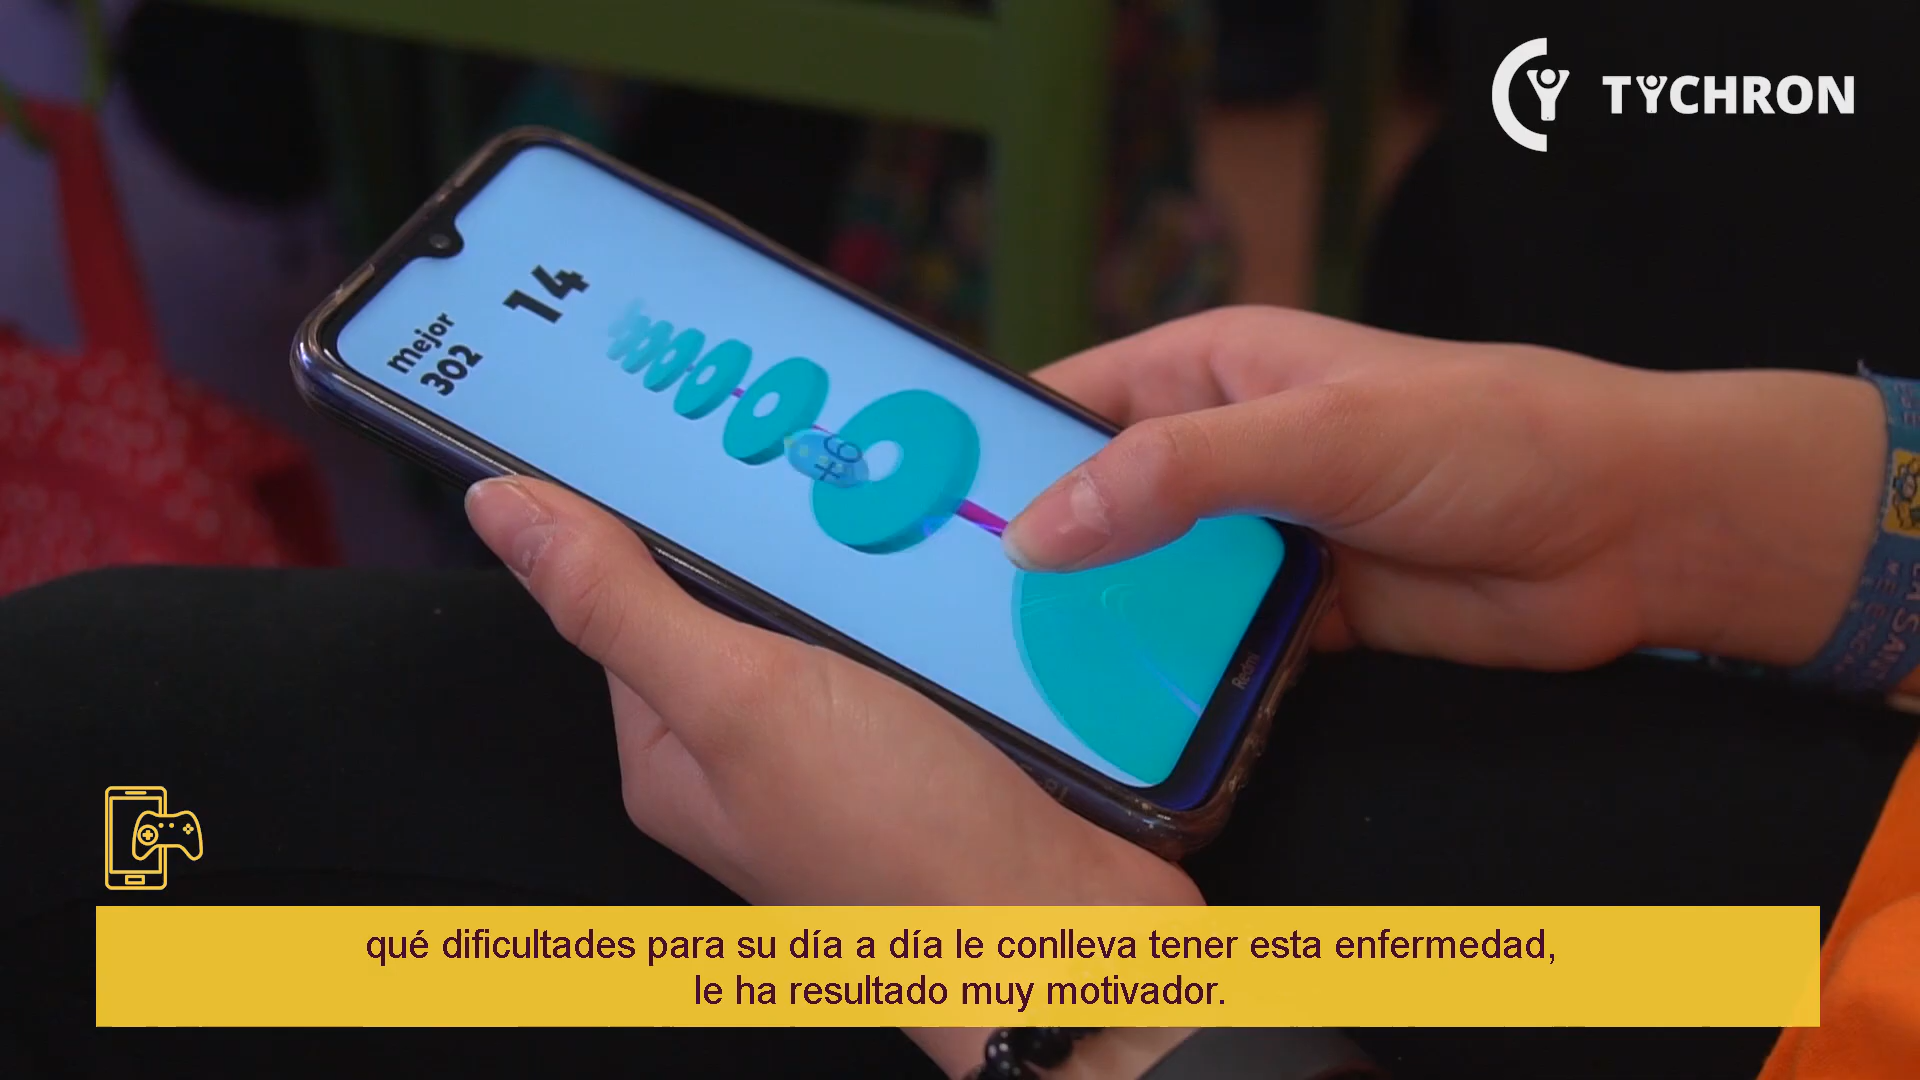 TYCHRON
mejor
302
14
+6
Redmi
qué dificultades para su día a día le conlleva tener esta enfermedad,
le ha resultado muy motivador.